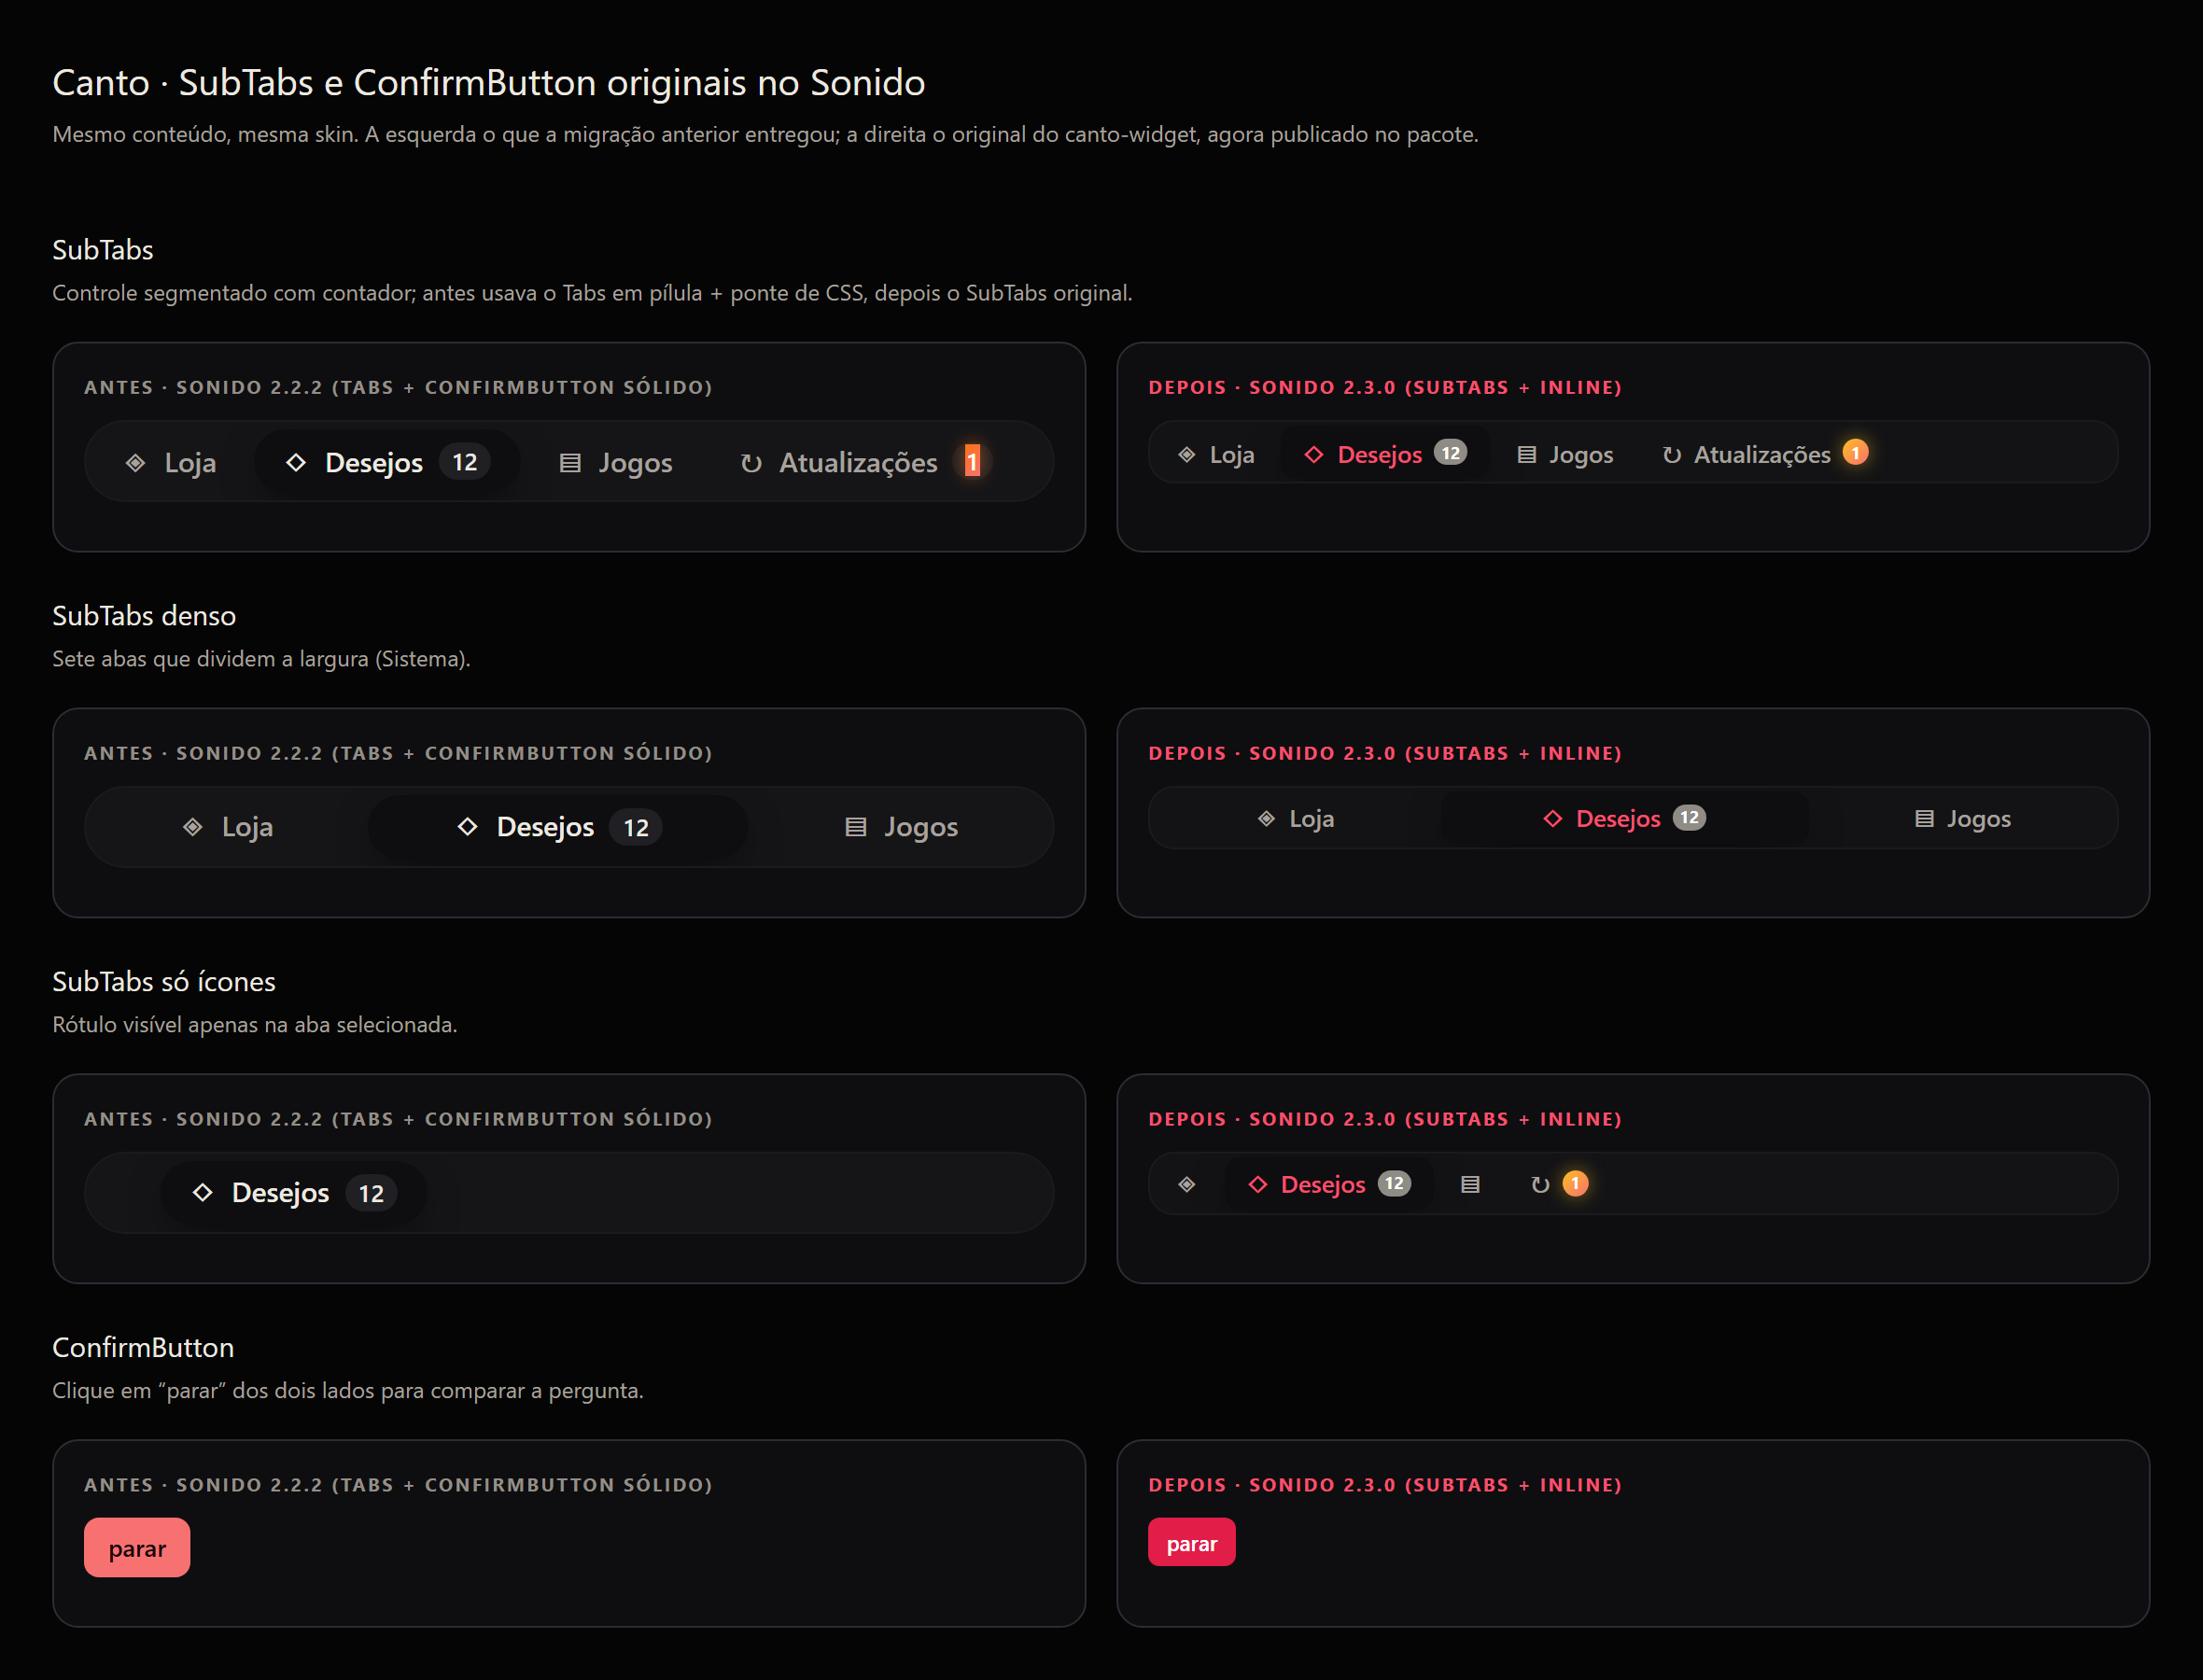 Canto · SubTabs e ConfirmButton originais no Sonido
Mesmo conteúdo, mesma skin. A esquerda o que a migração anterior entregou; a direita o original do canto-widget, agora publicado no pacote.
SubTabs
Controle segmentado com contador; antes usava o Tabs em pílula + ponte de CSS, depois o SubTabs original.
ANTES · SONIDO 2.2.2 (TABS + CONFIRMBUTTON SÓLIDO)
◈ Loja ◇ Desejos 12 ▤ Jogos ↻ Atualizações 1
DEPOIS · SONIDO 2.3.0 (SUBTABS + INLINE)
◈ Loja ◇ Desejos 12 ▤ Jogos ↻ Atualizações 1
SubTabs denso
Sete abas que dividem a largura (Sistema).
ANTES · SONIDO 2.2.2 (TABS + CONFIRMBUTTON SÓLIDO)
◈ Loja ◇ Desejos 12 ▤ Jogos
DEPOIS · SONIDO 2.3.0 (SUBTABS + INLINE)
◈ Loja ◇ Desejos 12 ▤ Jogos
SubTabs só ícones
Rótulo visível apenas na aba selecionada.
ANTES · SONIDO 2.2.2 (TABS + CONFIRMBUTTON SÓLIDO)
◇ Desejos 12
DEPOIS · SONIDO 2.3.0 (SUBTABS + INLINE)
◈ ◇ Desejos 12 ▤ ↻ 1
ConfirmButton
Clique em “parar” dos dois lados para comparar a pergunta.
ANTES · SONIDO 2.2.2 (TABS + CONFIRMBUTTON SÓLIDO)
parar
DEPOIS · SONIDO 2.3.0 (SUBTABS + INLINE)
parar